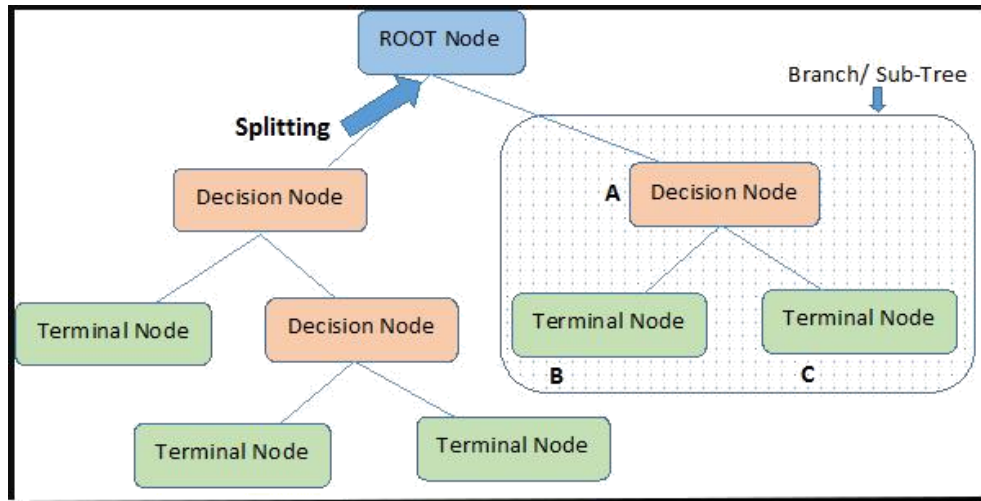 ROOT Node
Branch/ Sub-Tree
Splitting
Decision Node
A Decision Node
Terminal Node
Decision Node
Terminal Node
Terminal Node
B
C
Terminal Node
Terminal Node